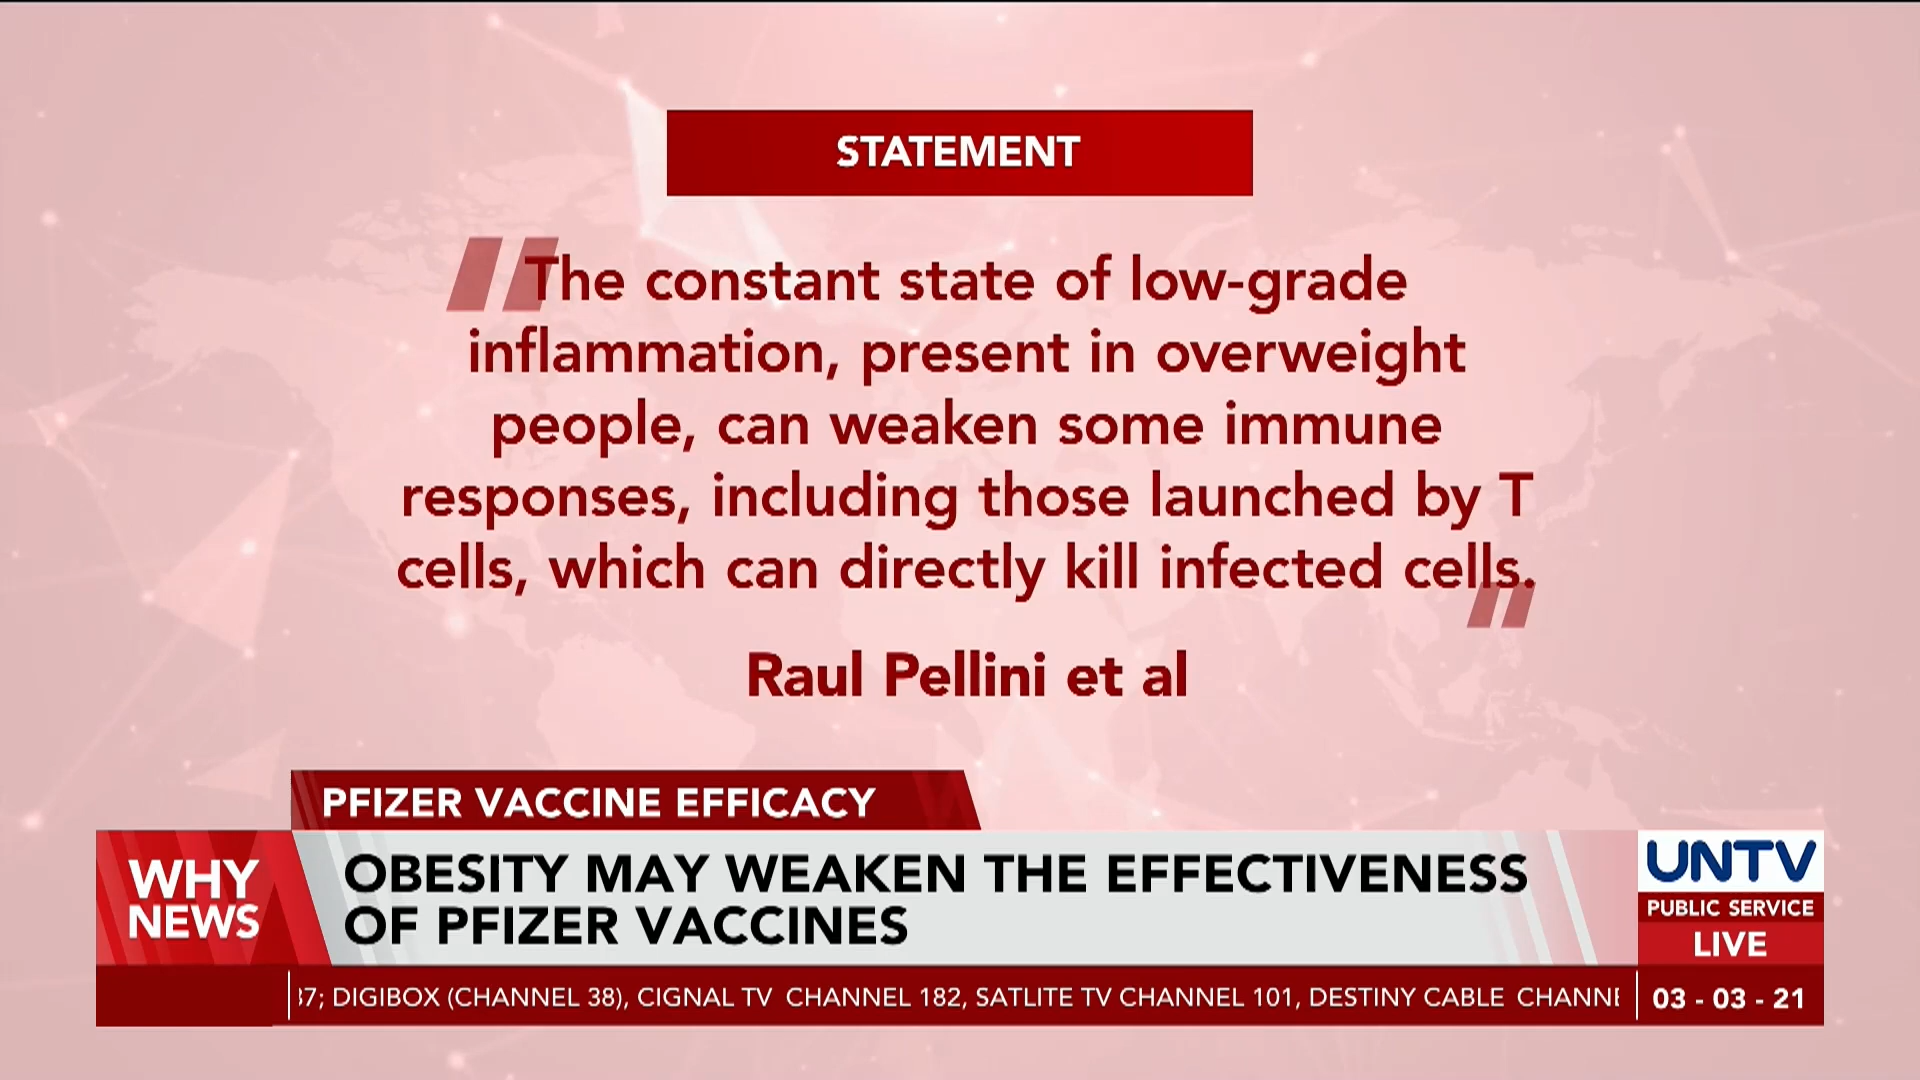 STATEMENT
"The constant state of low-grade
inflammation, present in overweight
people, can weaken some immune
responses, including those launched by T
cells, which can directly kill infected cells."
Raul Pellini et al
PFIZER VACCINE EFFICACY
WHY
NEWS
OBESITY MAY WEAKEN THE EFFECTIVENESS
OF PFIZER VACCINES
UNTV
PUBLIC SERVICE
LIVE
37; DIGIBOX (CHANNEL 38), CIGNAL TV CHANNEL 182, SATLITE TV CHANNEL 101, DESTINY CABLE CHANNE
03 - 03 - 21